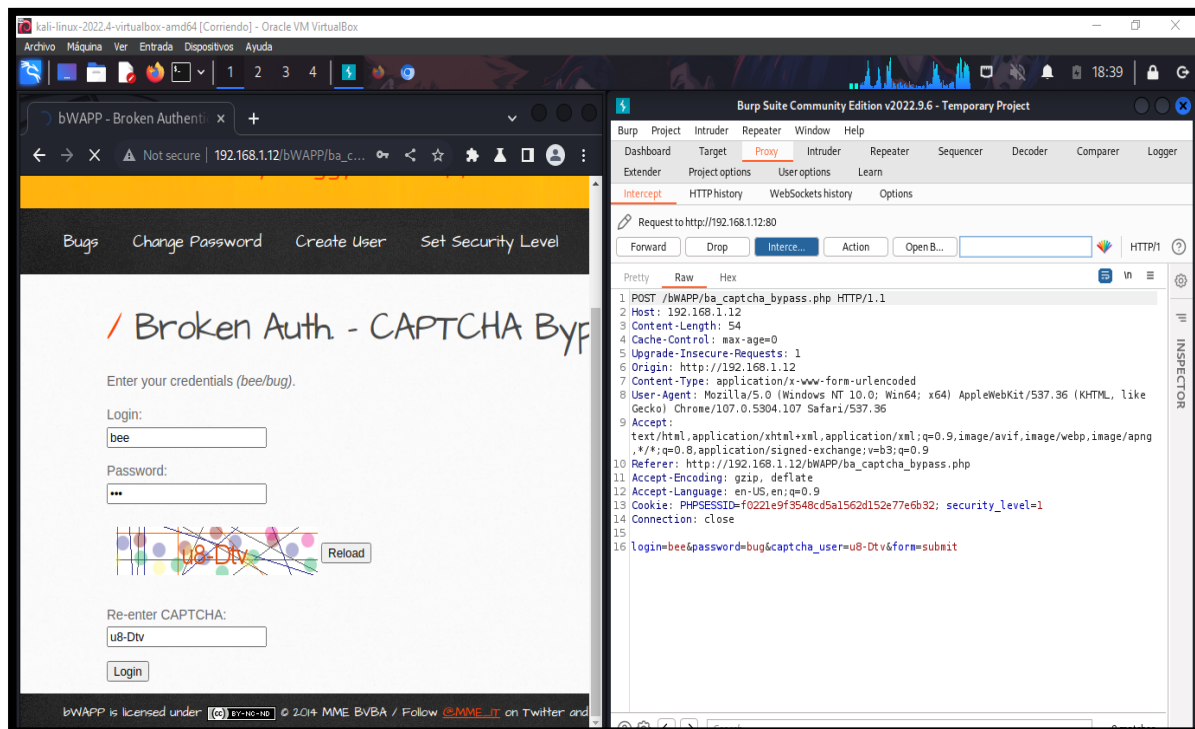 kali-linux-2022.4-virtualbox-amd64 [Corriendo] - Oracle VM VirtualBox
Archivo Máquina Ver Entrada Dispositivos Ayuda
1 2 3 4
18:39
bWAPP - Broken Authenti
Not secure 192.168.1.12/bWAPP/ba_c...
Bugs Change Password Create User Set Security Level
/ Broken Auth. - CAPTCHA Byp
Enter your credentials (bee/bug).
Login:
bee
Password:
•••
u8-Dtv
Reload
Re-enter CAPTCHA:
u8-Dtv
Login
bWAPP is licensed under (cc) BY-NC-ND © 2014 MME BVBA / Follow @MME_IT on Twitter and
Burp Suite Community Edition v2022.9.6 - Temporary Project
Burp Project Intruder Repeater Window Help
Dashboard Target Proxy Intruder Repeater Sequencer Decoder Comparer Logger
Extender Project options User options Learn
Intercept HTTP history WebSockets history Options
Request to http://192.168.1.12:80
Forward Drop Interce... Action Open B... HTTP/1 ?
Pretty Raw Hex \n
1 POST /bWAPP/ba_captcha_bypass.php HTTP/1.1
2 Host: 192.168.1.12
3 Content-Length: 54
4 Cache-Control: max-age=0
5 Upgrade-Insecure-Requests: 1
6 Origin: http://192.168.1.12
7 Content-Type: application/x-www-form-urlencoded
8 User-Agent: Mozilla/5.0 (Windows NT 10.0; Win64; x64) AppleWebKit/537.36 (KHTML, like
Gecko) Chrome/107.0.5304.107 Safari/537.36
9 Accept:
text/html,application/xhtml+xml,application/xml;q=0.9,image/avif,image/webp,image/apng
,*/*;q=0.8,application/signed-exchange;v=b3;q=0.9
10 Referer: http://192.168.1.12/bWAPP/ba_captcha_bypass.php
11 Accept-Encoding: gzip, deflate
12 Accept-Language: en-US,en;q=0.9
13 Cookie: PHPSESSID=f0221e9f3548cd5a1562d152e77e6b32; security_level=1
14 Connection: close
15
16 login=bee&password=bug&captcha_user=u8-Dtv&form=submit
INSPECTOR